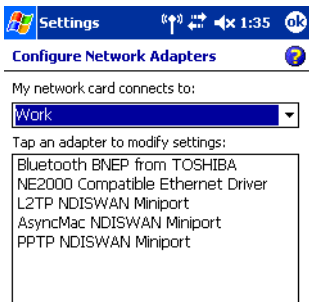 Settings 1:35 ok
Configure Network Adapters ?
My network card connects to:
Work
Tap an adapter to modify settings:
Bluetooth BNEP from TOSHIBA
NE2000 Compatible Ethernet Driver
L2TP NDISWAN Miniport
AsyncMac NDISWAN Miniport
PPTP NDISWAN Miniport